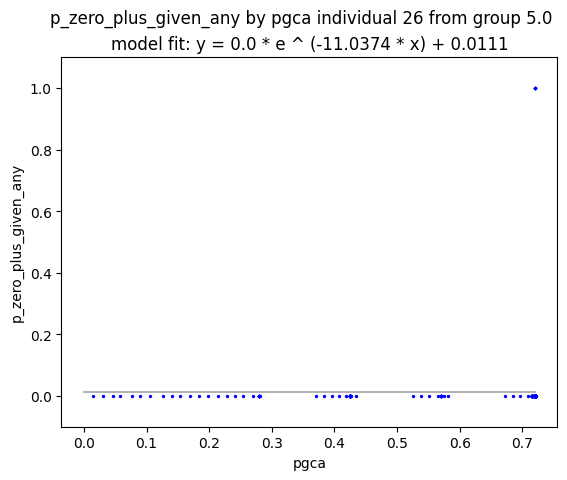 p_zero_plus_given_any by pgca individual 26 from group 5.0
model fit: y = 0.0 * e ^ (-11.0374 * x) + 0.0111
1.0
0.8
0.6
0.4
0.2
0.0
p_zero_plus_given_any
0.0 0.1 0.2 0.3 0.4 0.5 0.6 0.7
pgca